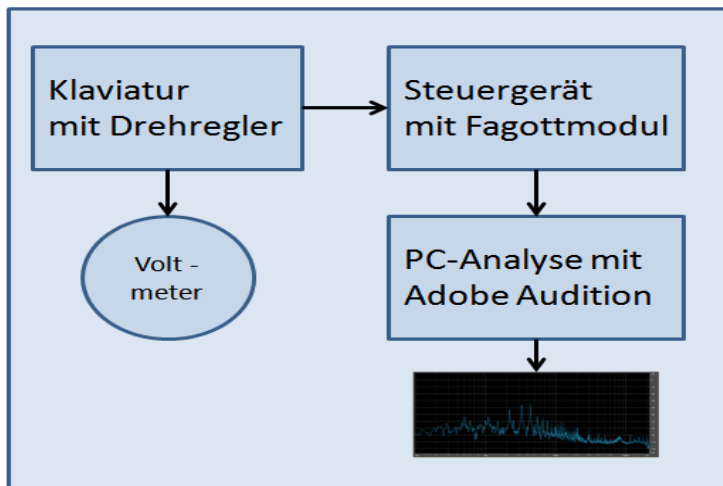 Klaviatur
mit Drehregler
Steuergerät
mit Fagottmodul
Volt -
meter
PC-Analyse mit
Adobe Audition